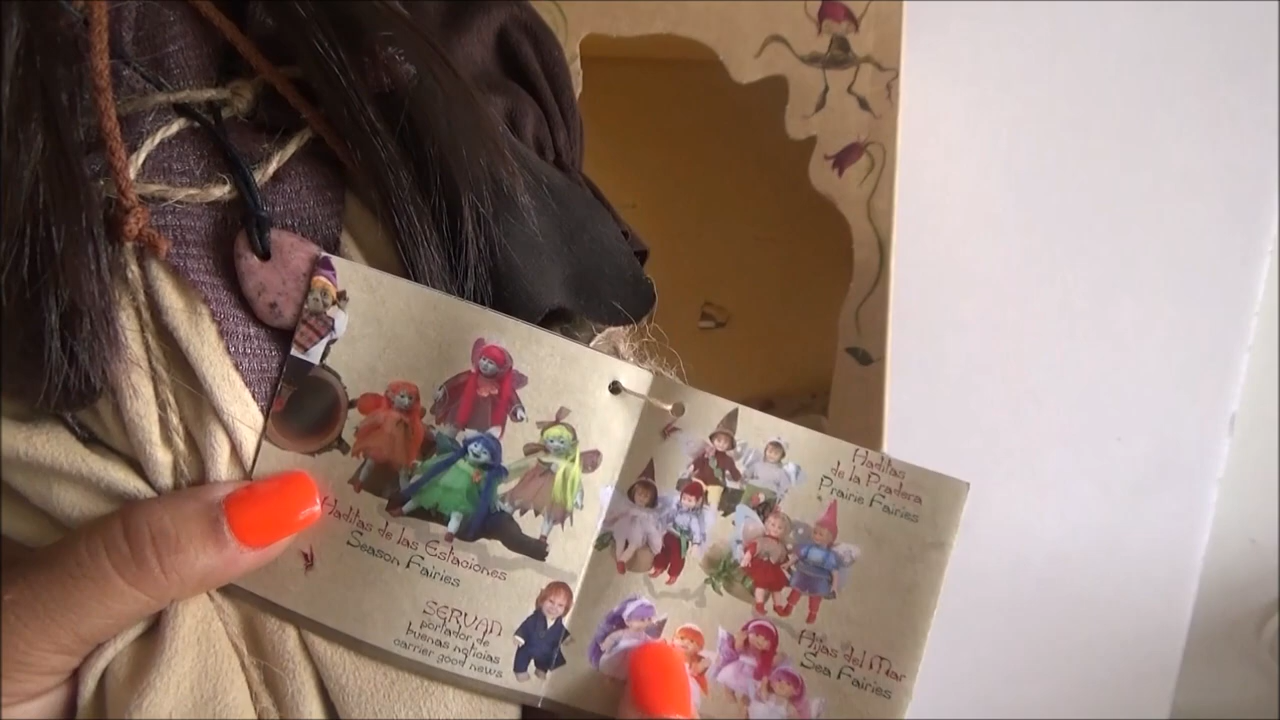 Haditas de las Estaciones
Season Fairies
SERVAN
portador de
buenas noticias
carrier good news
Haditas
de la Pradera
Prairie Fairies
Hijas del Mar
Sea Fairies